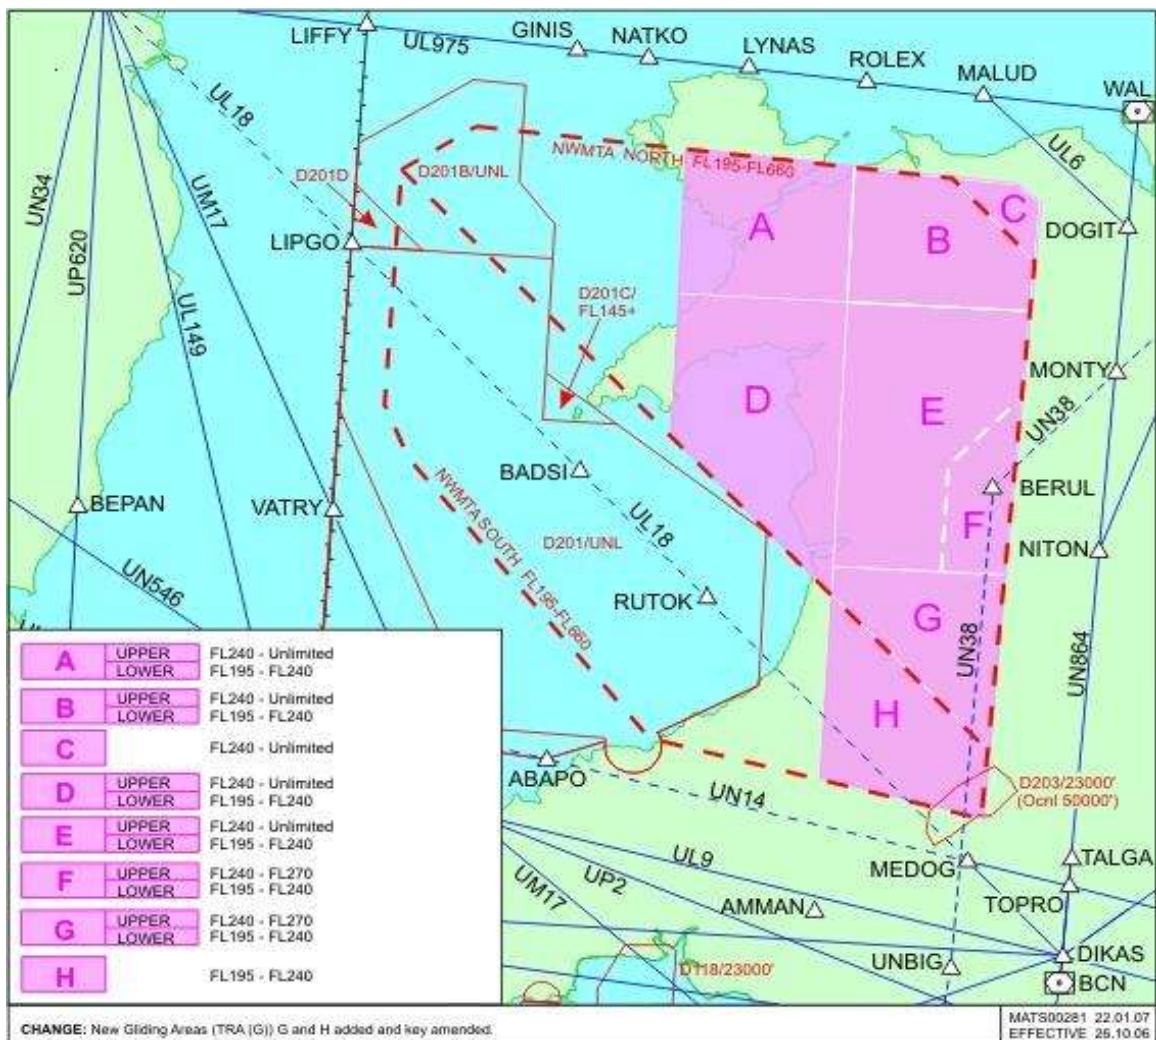 LIFFY
UL975
GINIS
NATKO
LYNAS
ROLEX
MALUD
WAL
UL18
NWMTA NORTH FL195-FL660
UL6
D201D
D201B/UNL
A
B
C
DOGIT
UN34
UM17
UP620
LIPGO
UL149
D201C/
FL145+
MONTY
D
E
UN38
BADSI
BERUL
BEPAN
VATRY
NWMTA SOUTH FL195-FL660
UL18
D201/UNL
F
NITON
UN546
RUTOK
G
UN38
UN864
H
ABAPO
UN14
D203/23000'
(Ocnl 50000')
UL9
MEDOG
TALGA
UP2
UM17
AMMAN
TOPRO
D118/23000'
UNBIG
DIKAS
BCN
A UPPER FL240 - Unlimited
LOWER FL195 - FL240
B UPPER FL240 - Unlimited
LOWER FL195 - FL240
C FL240 - Unlimited
D UPPER FL240 - Unlimited
LOWER FL195 - FL240
E UPPER FL240 - Unlimited
LOWER FL195 - FL240
F UPPER FL240 - FL270
LOWER FL195 - FL240
G UPPER FL240 - FL270
LOWER FL195 - FL240
H FL195 - FL240
CHANGE: New Gliding Areas (TRA (G)) G and H added and key amended.
MATS00281 22.01.07
EFFECTIVE 25.10.06